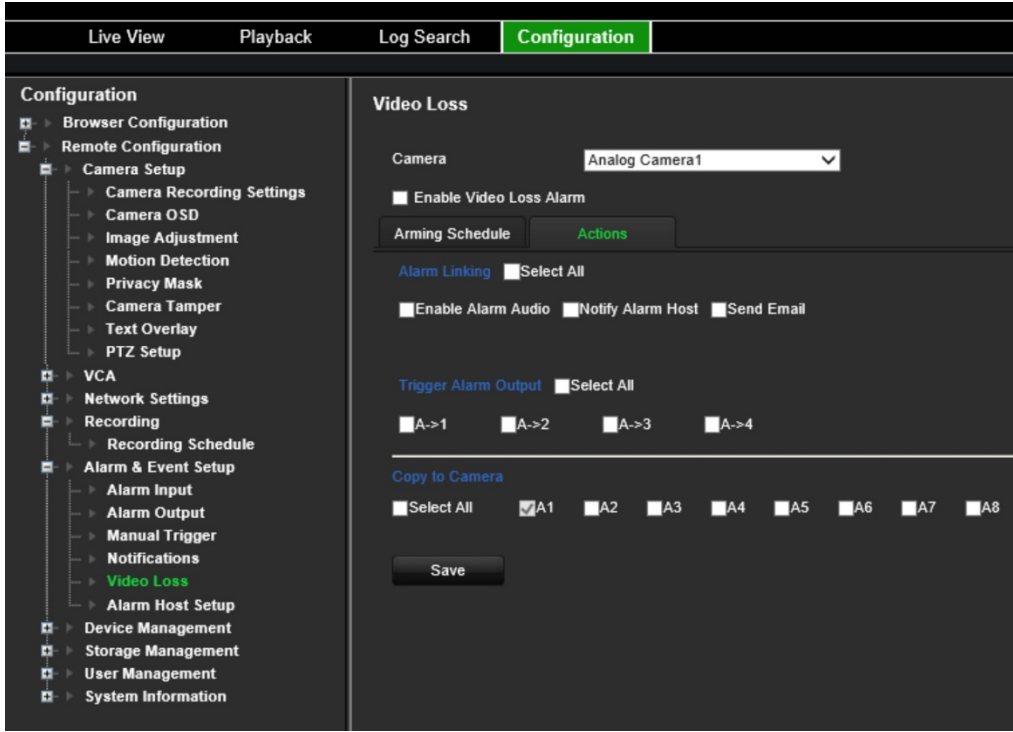 Live View Playback Log Search Configuration
Configuration
Browser Configuration
Remote Configuration
Camera Setup
Camera Recording Settings
Camera OSD
Image Adjustment
Motion Detection
Privacy Mask
Camera Tamper
Text Overlay
PTZ Setup
VCA
Network Settings
Recording
Recording Schedule
Alarm & Event Setup
Alarm Input
Alarm Output
Manual Trigger
Notifications
Video Loss
Alarm Host Setup
Device Management
Storage Management
User Management
System Information
Video Loss
Camera Analog Camera1
Enable Video Loss Alarm
Arming Schedule Actions
Alarm Linking Select All
Enable Alarm Audio Notify Alarm Host Send Email
Trigger Alarm Output Select All
A->1 A->2 A->3 A->4
Copy to Camera
Select All A1 A2 A3 A4 A5 A6 A7 A8
Save